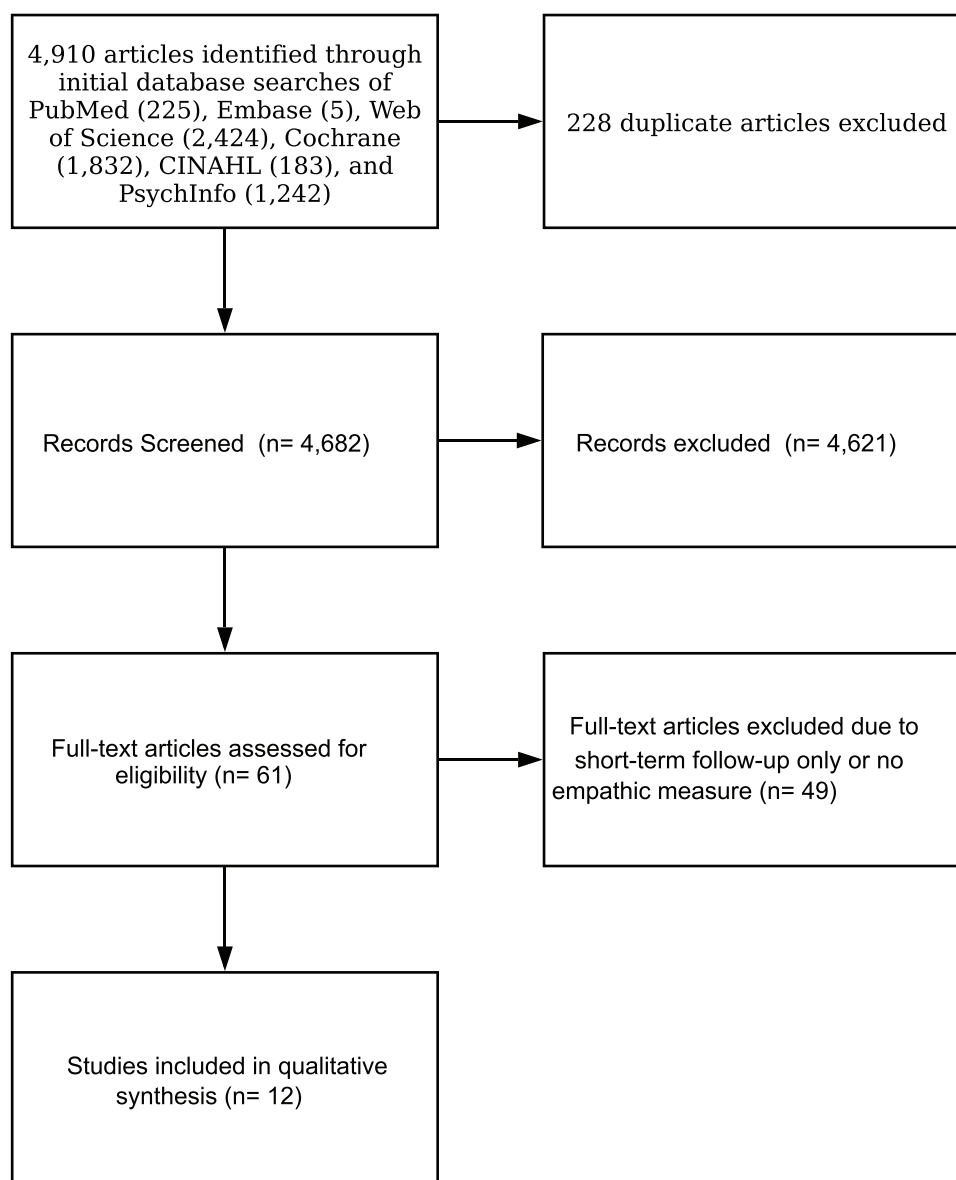 4,910 articles identified through
initial database searches of
PubMed (225), Embase (5), Web
of Science (2,424), Cochrane
(1,832), CINAHL (183), and
PsychInfo (1,242)
228 duplicate articles excluded
Records Screened (n= 4,682)
Records excluded (n= 4,621)
Full-text articles assessed for
eligibility (n= 61)
Full-text articles excluded due to
short-term follow-up only or no
empathic measure (n= 49)
Studies included in qualitative
synthesis (n= 12)